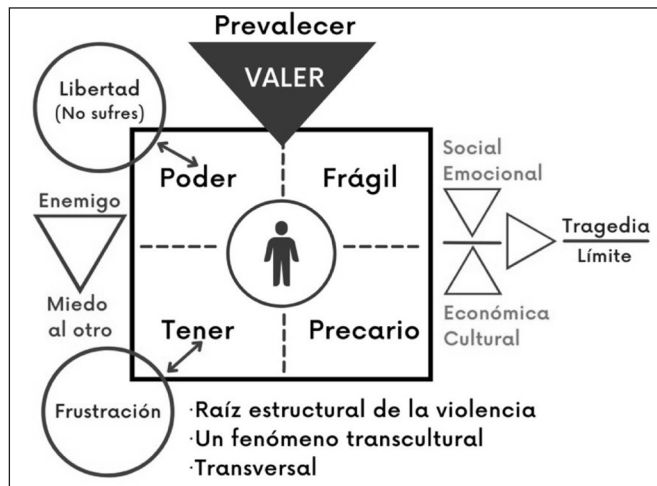 Prevalecer
VALER
Libertad
(No sufres)
Poder
Frágil
Social
Emocional
Enemigo
Miedo
al otro
Tragedia
Límite
Tener
Precario
Económica
Cultural
Frustración
·Raíz estructural de la violencia
·Un fenómeno transcultural
·Transversal